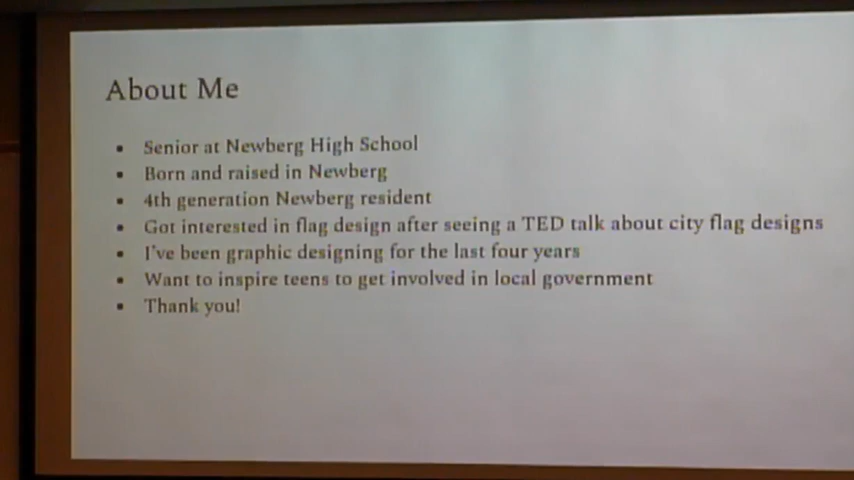 About Me
▪ Senior at Newberg High School
▪ Born and raised in Newberg
▪ 4th generation Newberg resident
▪ Got interested in flag design after seeing a TED talk about city flag designs
▪ I've been graphic designing for the last four years
▪ Want to inspire teens to get involved in local government
▪ Thank you!